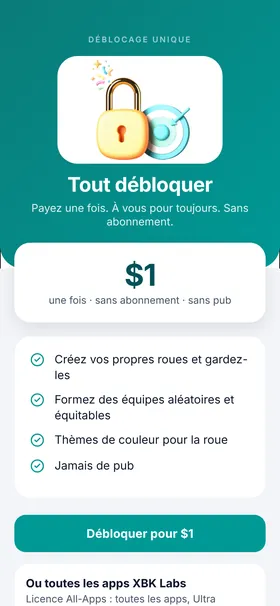 DÉBLOCAGE UNIQUE
Tout débloquer
Payez une fois. À vous pour toujours. Sans
abonnement.
$1
une fois · sans abonnement · sans pub
Créez vos propres roues et gardez-
les
Formez des équipes aléatoires et
équitables
Thèmes de couleur pour la roue
Jamais de pub
Débloquer pour $1
Ou toutes les apps XBK Labs
Licence All-Apps : toutes les apps, Ultra